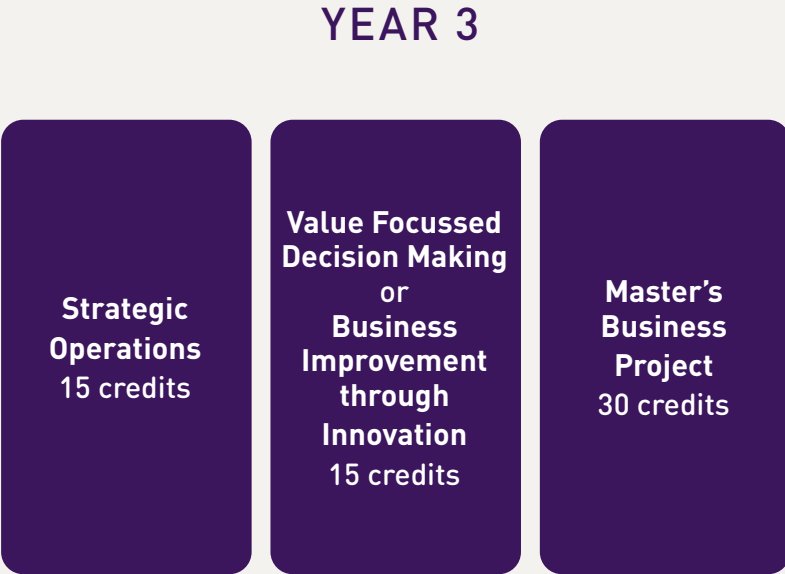 YEAR 3
Strategic
Operations
15 credits
Value Focussed
Decision Making
or
Business
Improvement
through
Innovation
15 credits
Master’s
Business
Project
30 credits